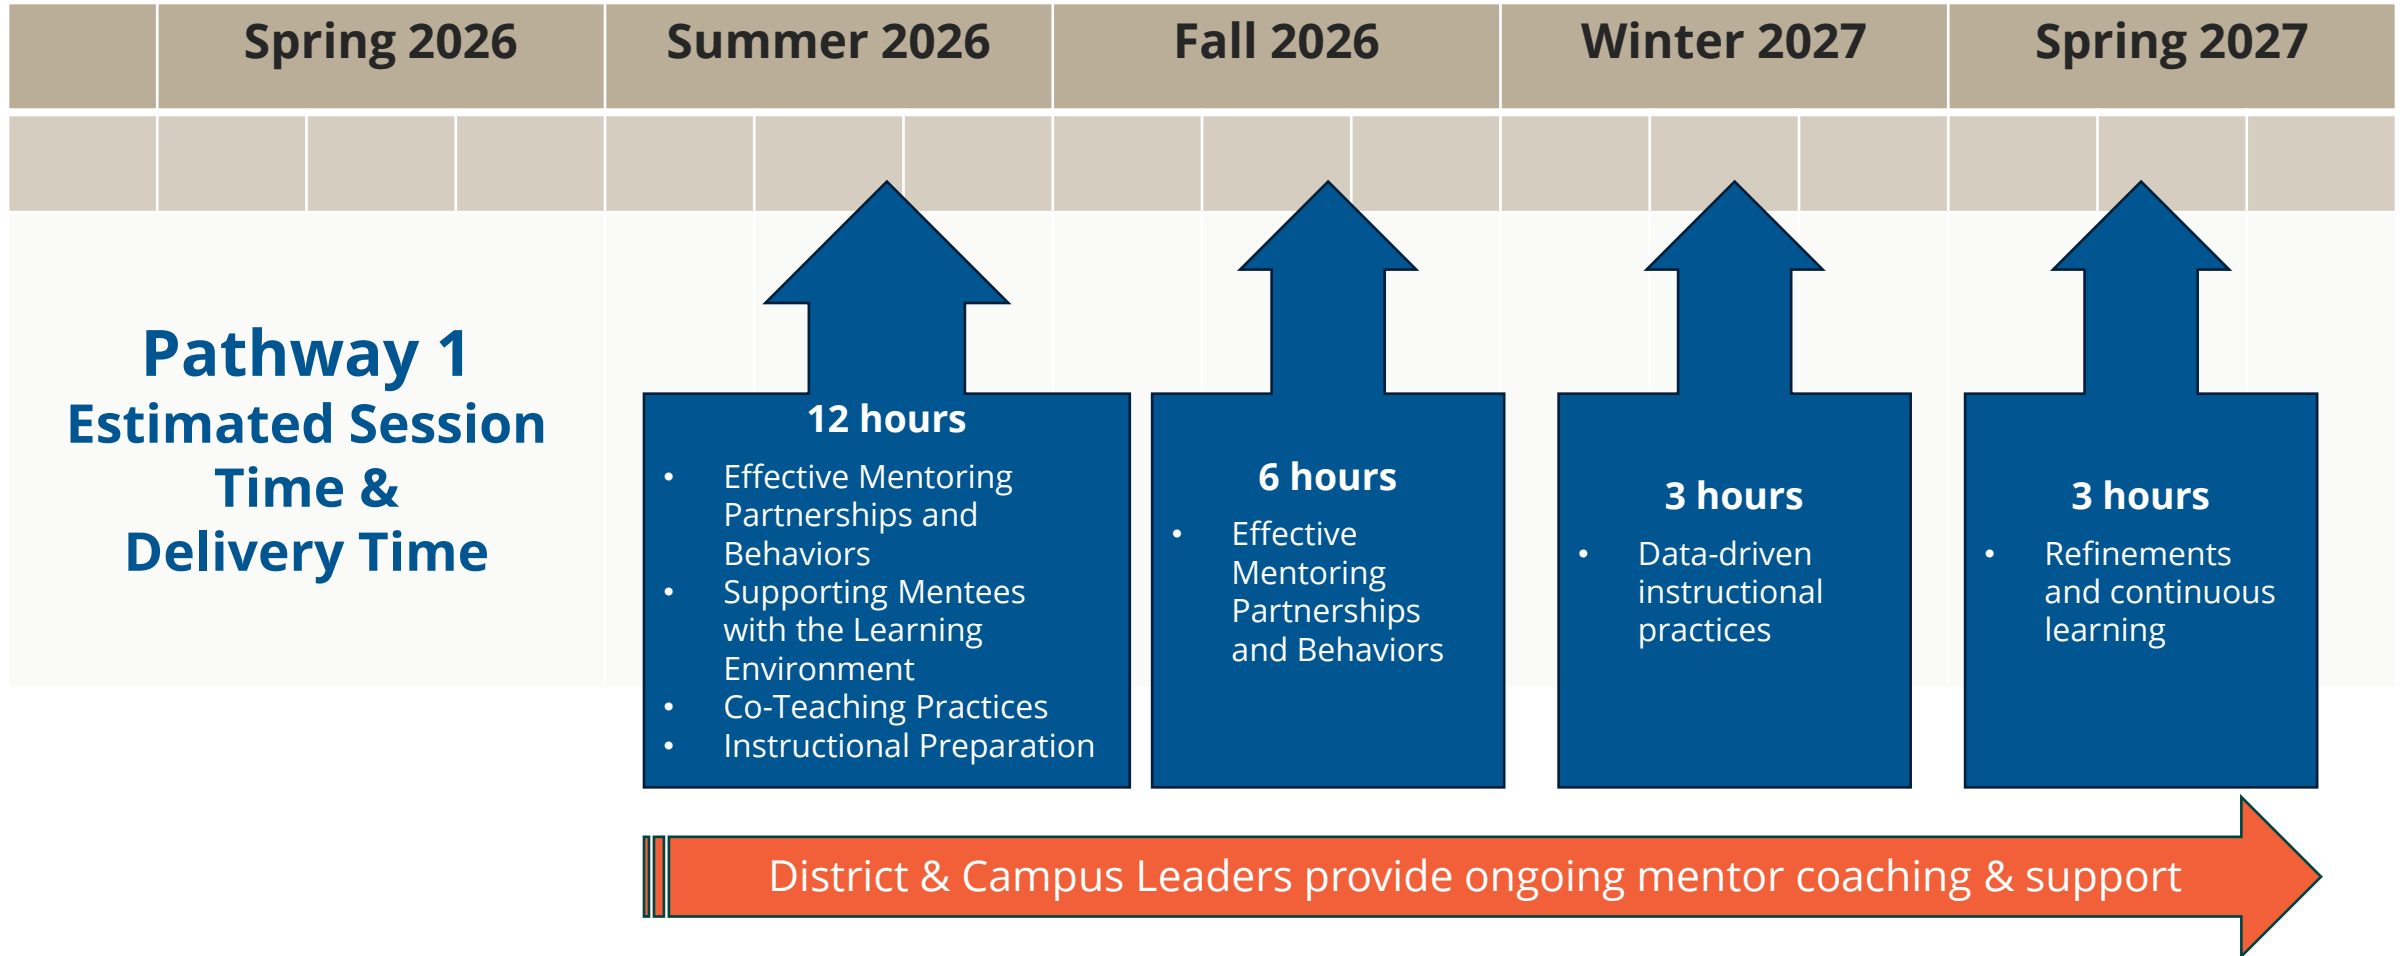 Spring 2026
Summer 2026
Fall 2026
Winter 2027
Spring 2027
Pathway 1
Estimated Session
Time &
Delivery Time
12 hours
• Effective Mentoring
Partnerships and
Behaviors
• Supporting Mentees
with the Learning
Environment
• Co-Teaching Practices
• Instructional Preparation
6 hours
• Effective
Mentoring
Partnerships
and Behaviors
3 hours
• Data-driven
instructional
practices
3 hours
• Refinements
and continuous
learning
District & Campus Leaders provide ongoing mentor coaching & support